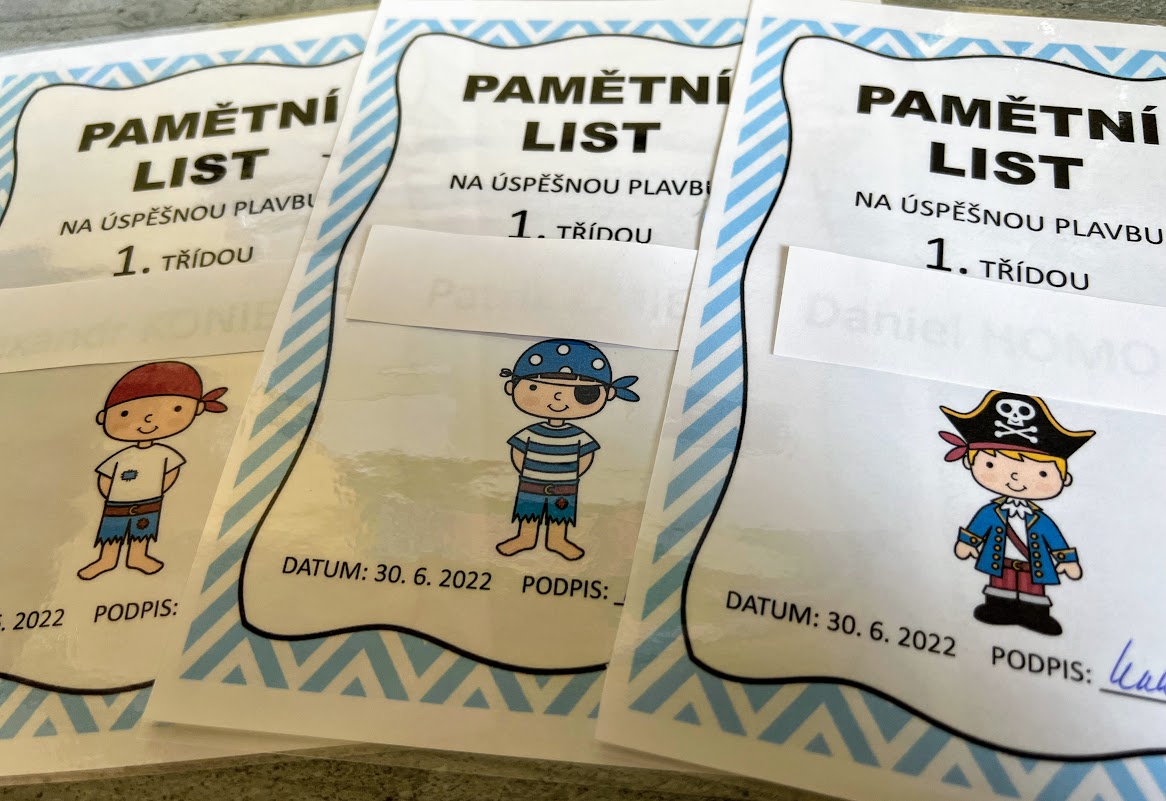 PAMĚTNÍ
LIST
NA ÚSPĚŠNOU PLAVBU
1. TŘÍDOU
6. 2022 PODPIS:
PAMĚTNÍ
LIST
NA ÚSPĚŠNOU PLAVBU
1. TŘÍDOU
DATUM: 30. 6. 2022 PODPIS:
PAMĚTNÍ
LIST
NA ÚSPĚŠNOU PLAVBU
1. TŘÍDOU
Daniel
DATUM: 30. 6. 2022 PODPIS: